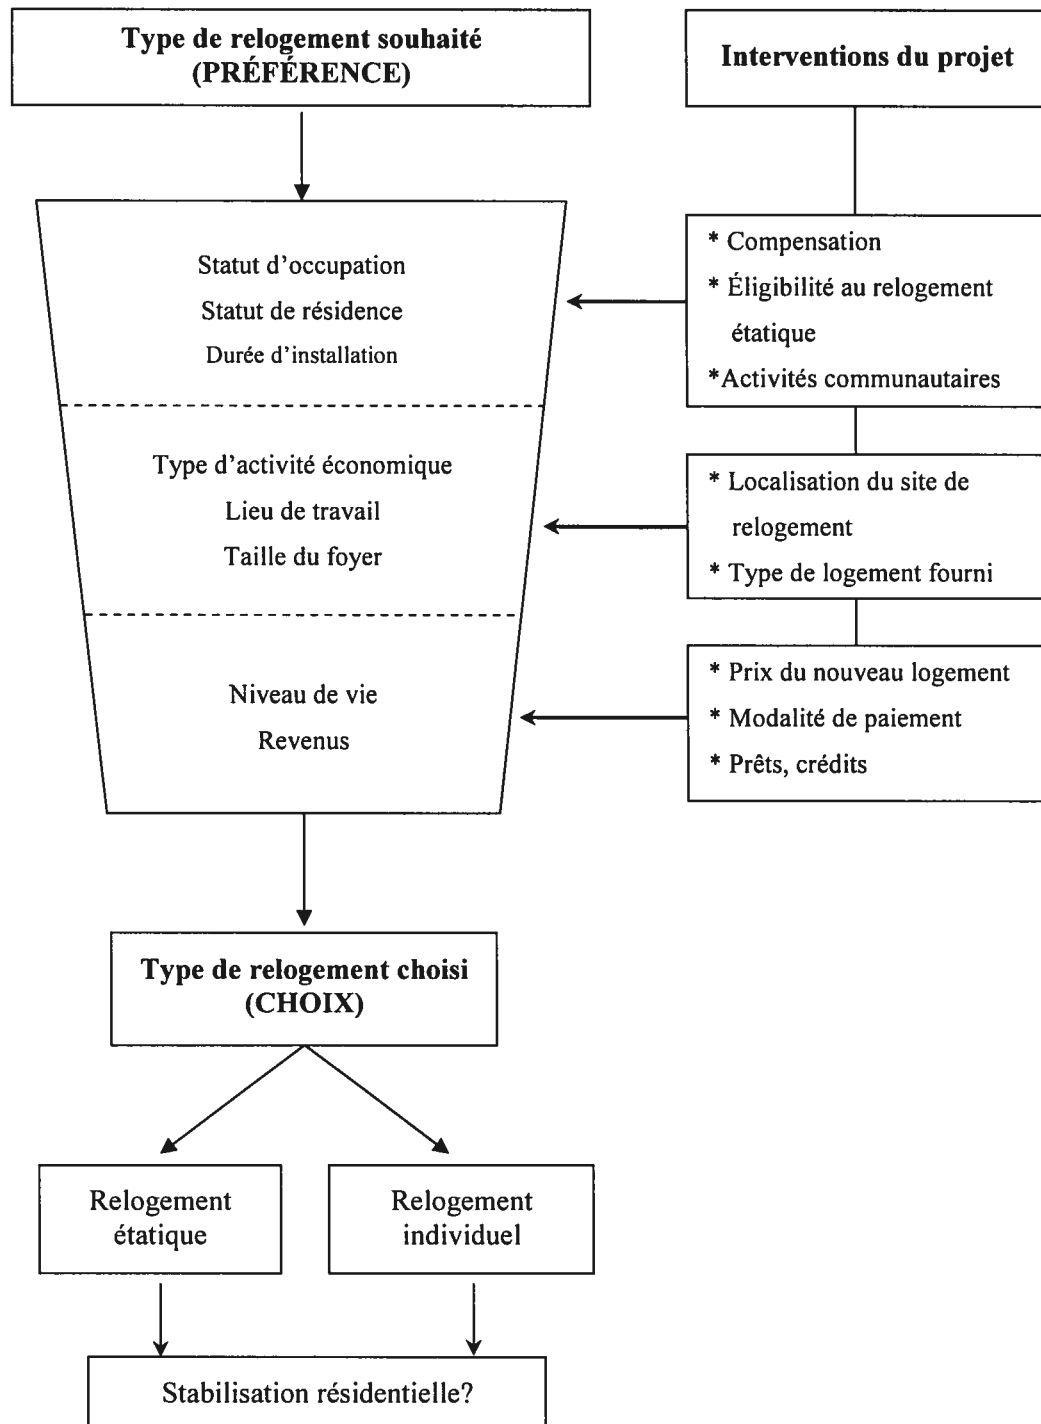 Type de relogement souhaité
(PRÉFÉRENCE)
Interventions du projet
Statut d'occupation
Statut de résidence
Durée d'installation
* Compensation
* Éligibilité au relogement
étatique
*Activités communautaires
Type d'activité économique
Lieu de travail
Taille du foyer
* Localisation du site de
relogement
* Type de logement fourni
Niveau de vie
Revenus
* Prix du nouveau logement
* Modalité de paiement
* Prêts, crédits
Type de relogement choisi
(CHOIX)
Relogement
étatique
Relogement
individuel
Stabilisation résidentielle?